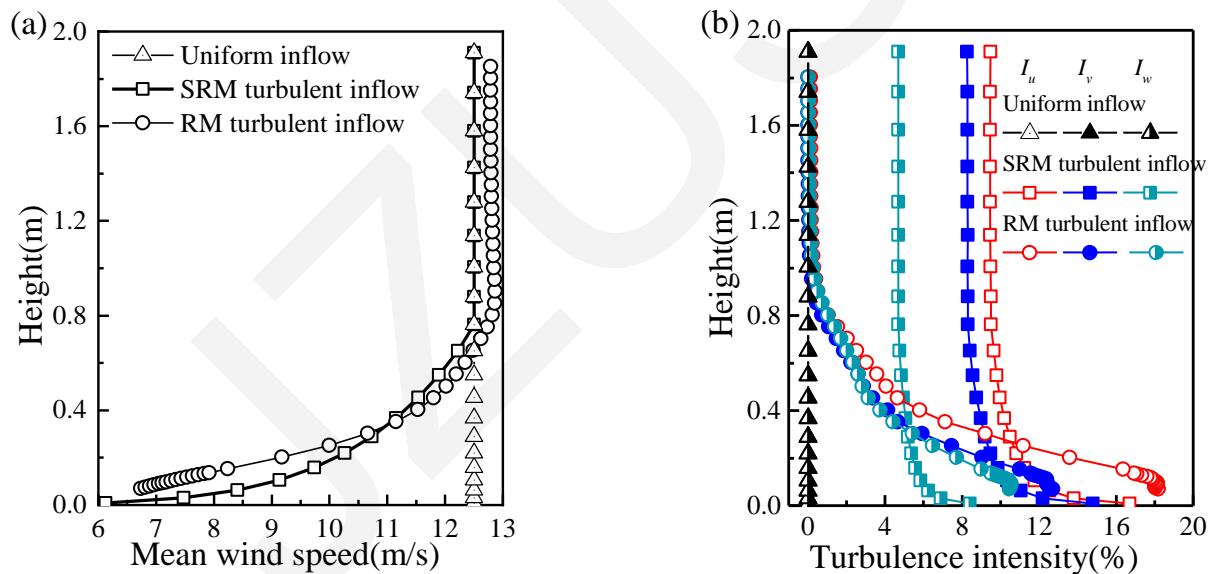 (a)
2.0
1.6
1.2
0.8
0.4
0.0
Height(m)
Uniform inflow
SRM turbulent inflow
RM turbulent inflow
7 8 9 10 11 12 13
6
Mean wind speed(m/s)
(b)
2.0
1.6
1.2
0.8
0.4
0.0
Height(m)
Iu Iv Iw
Uniform inflow
SRM turbulent inflow
RM turbulent inflow
0 4 8 12 16 20
Turbulence intensity(%)